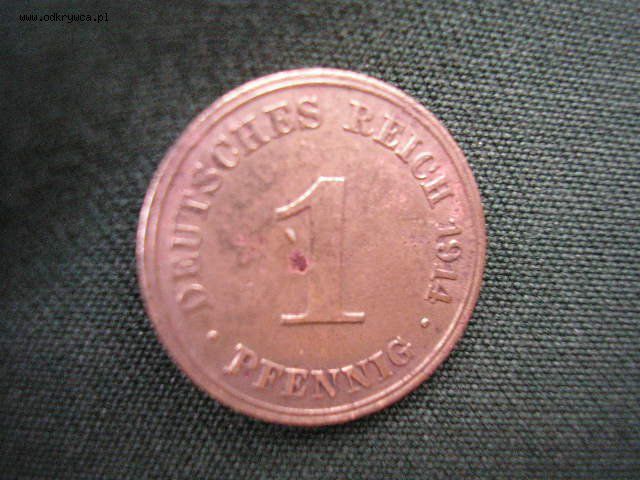 www.odkrywca.pl
DEUTSCHES REICH 1914
1
· PFENNIG ·